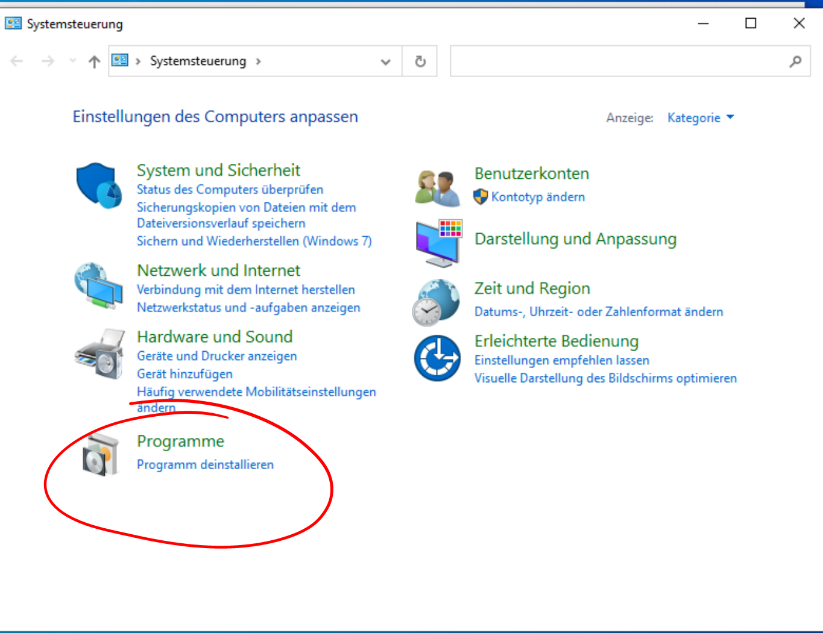 Systemsteuerung
Systemsteuerung
Einstellungen des Computers anpassen
Anzeige: Kategorie
System und Sicherheit
Status des Computers überprüfen
Sicherungskopien von Dateien mit dem
Dateiversionsverlauf speichern
Sichern und Wiederherstellen (Windows 7)
Netzwerk und Internet
Verbindung mit dem Internet herstellen
Netzwerkstatus und -aufgaben anzeigen
Hardware und Sound
Geräte und Drucker anzeigen
Gerät hinzufügen
Häufig verwendete Mobilitätseinstellungen
ändern
Programme
Programm deinstallieren
Benutzerkonten
Kontotyp ändern
Darstellung und Anpassung
Zeit und Region
Datums-, Uhrzeit- oder Zahlenformat ändern
Erleichterte Bedienung
Einstellungen empfehlen lassen
Visuelle Darstellung des Bildschirms optimieren